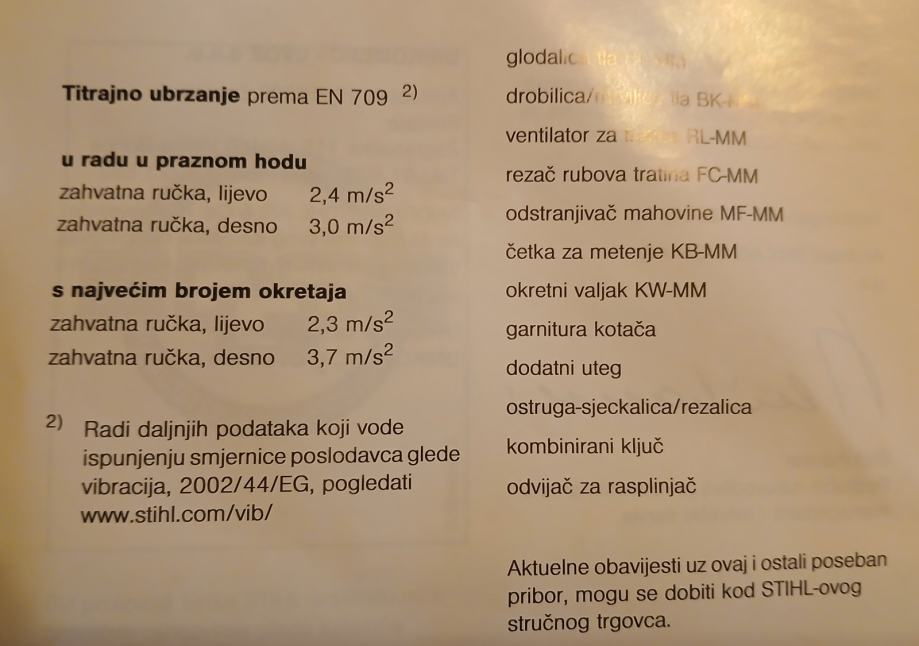 Titrajno ubrzanje prema EN 709 2)
u radu u praznom hodu
zahvatna ručka, lijevo 2,4 m/s2
zahvatna ručka, desno 3,0 m/s2
s najvećim brojem okretaja
zahvatna ručka, lijevo 2,3 m/s2
zahvatna ručka, desno 3,7 m/s2
2) Radi daljnjih podataka koji vode
ispunjenju smjernice poslodavca glede
vibracija, 2002/44/EG, pogledati
www.stihl.com/vib/
glodalica tla
drobilica/ tla
ventilator za RL-MM
rezač rubova tratina FC-MM
odstranjivač mahovine MF-MM
četka za metenje KB-MM
okretni valjak KW-MM
garnitura kotača
dodatni uteg
ostruga-sjeckalica/rezalica
kombinirani ključ
odvijač za rasplinjač
Aktuelne obavijesti uz ovaj i ostali poseban
pribor, mogu se dobiti kod STIHL-ovog
stručnog trgovca.